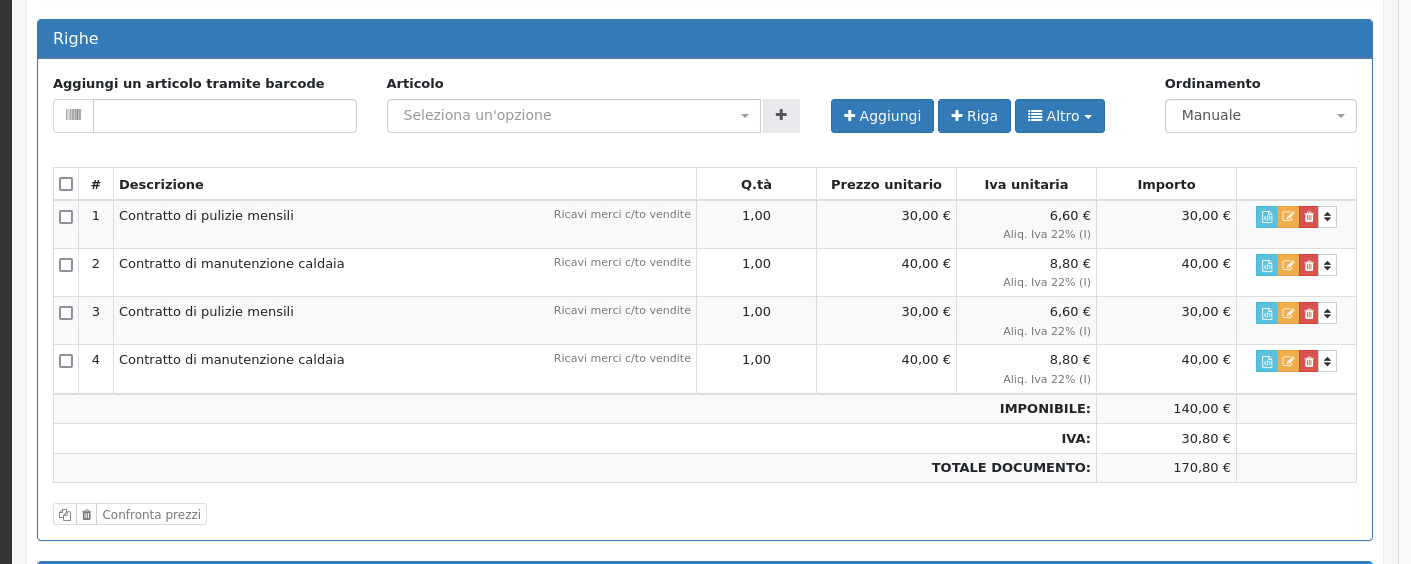 Righe
Aggiungi un articolo tramite barcode Articolo Ordinamento
Seleziona un'opzione Aggiungi Riga Altro Manuale
# Descrizione Q.tà Prezzo unitario Iva unitaria Importo
1 Contratto di pulizie mensili Ricavi merci c/to vendite 1,00 30,00 € 6,60 € 30,00 €
Aliq. Iva 22% (I)
2 Contratto di manutenzione caldaia Ricavi merci c/to vendite 1,00 40,00 € 8,80 € 40,00 €
Aliq. Iva 22% (I)
3 Contratto di pulizie mensili Ricavi merci c/to vendite 1,00 30,00 € 6,60 € 30,00 €
Aliq. Iva 22% (I)
4 Contratto di manutenzione caldaia Ricavi merci c/to vendite 1,00 40,00 € 8,80 € 40,00 €
Aliq. Iva 22% (I)
IMPONIBILE: 140,00 €
IVA: 30,80 €
TOTALE DOCUMENTO: 170,80 €
Confronta prezzi